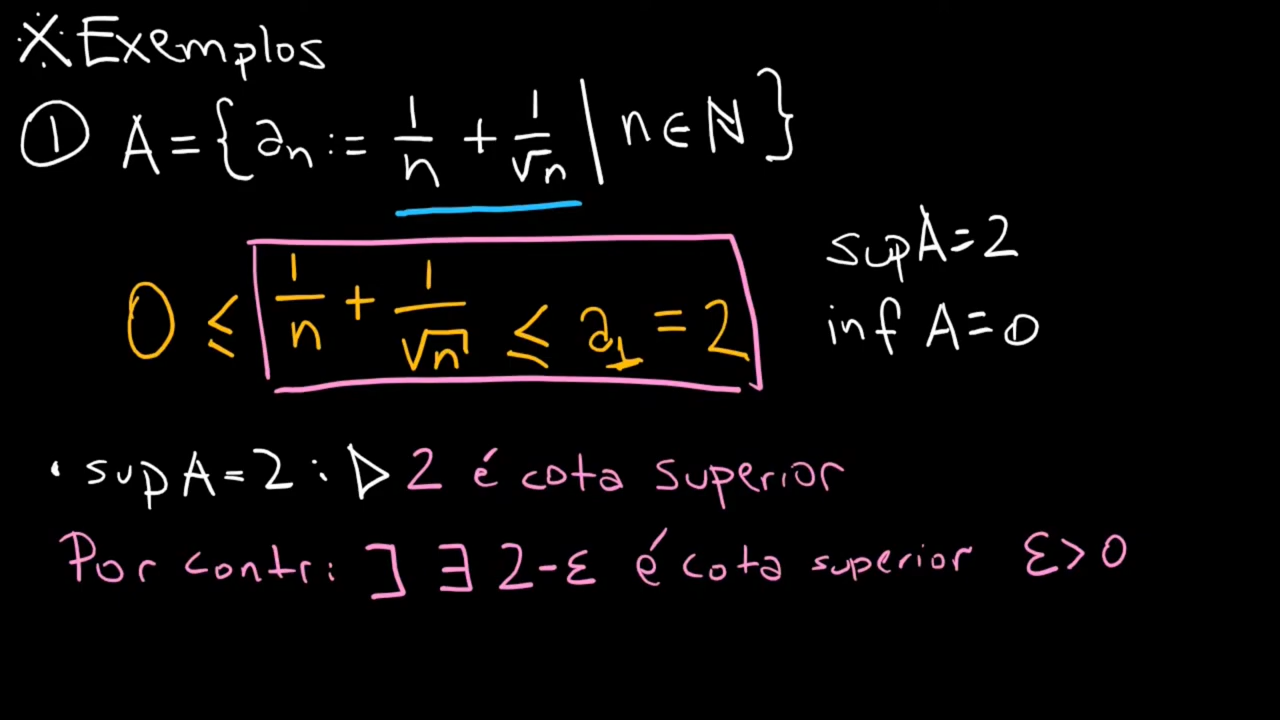 ※ Exemplos
① A = { an := 1/n + 1/√n | n ∈ ℕ }
0 ≤ 1/n + 1/√n ≤ a1 = 2
sup A = 2
inf A = 0
• sup A = 2 : ▷ 2 é cota superior
Por contr: ] ∃ 2-ε é cota superior ε > 0